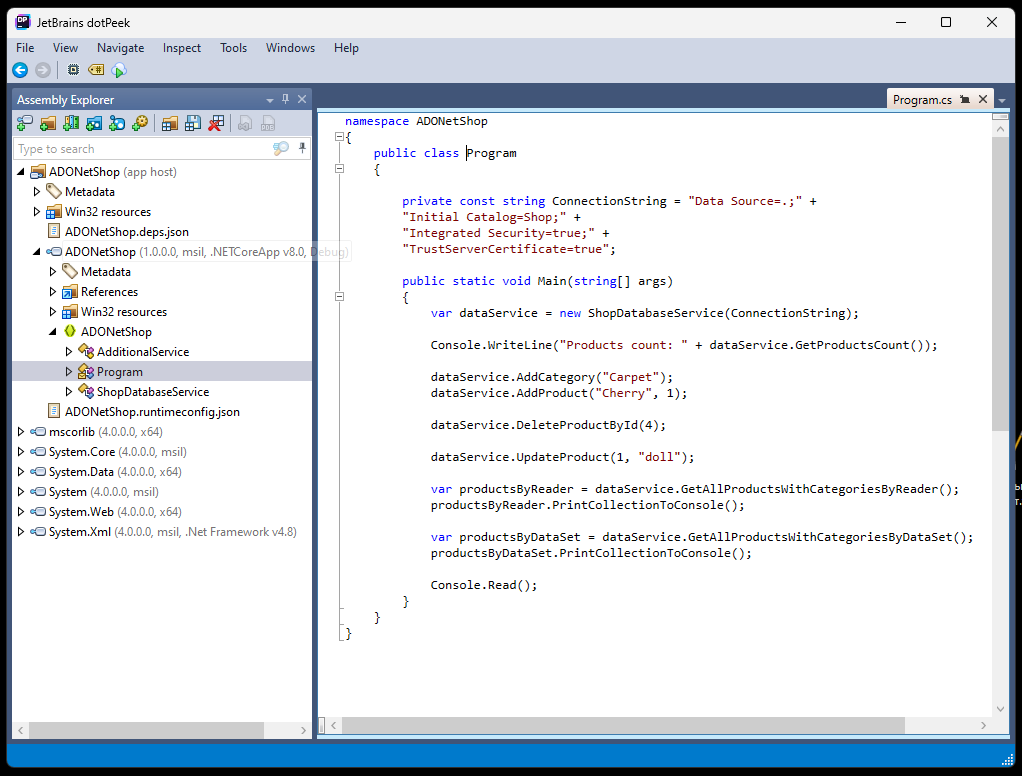 JetBrains dotPeek
File View Navigate Inspect Tools Windows Help
Assembly Explorer
Type to search
ADONetShop (app host)
Metadata
Win32 resources
ADONetShop.deps.json
ADONetShop (1.0.0.0, msil, .NETCoreApp v8.0, Debug)
Metadata
References
Win32 resources
ADONetShop
AdditionalService
Program
ShopDatabaseService
ADONetShop.runtimeconfig.json
mscorlib (4.0.0.0, x64)
System.Core (4.0.0.0, msil)
System.Data (4.0.0.0, x64)
System (4.0.0.0, msil)
System.Web (4.0.0.0, x64)
System.Xml (4.0.0.0, msil, .Net Framework v4.8)
Program.cs
namespace ADONetShop
{
public class Program
{
private const string ConnectionString = "Data Source=.;" +
"Initial Catalog=Shop;" +
"Integrated Security=true;" +
"TrustServerCertificate=true";
public static void Main(string[] args)
{
var dataService = new ShopDatabaseService(ConnectionString);
Console.WriteLine("Products count: " + dataService.GetProductsCount());
dataService.AddCategory("Carpet");
dataService.AddProduct("Cherry", 1);
dataService.DeleteProductById(4);
dataService.UpdateProduct(1, "doll");
var productsByReader = dataService.GetAllProductsWithCategoriesByReader();
productsByReader.PrintCollectionToConsole();
var productsByDataSet = dataService.GetAllProductsWithCategoriesByDataSet();
productsByDataSet.PrintCollectionToConsole();
Console.Read();
}
}
}